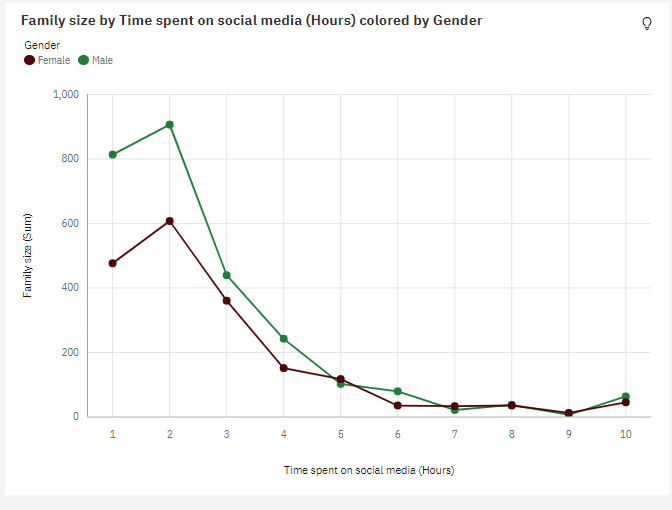 Family size by Time spent on social media (Hours) colored by Gender
Gender
Female Male
1,000
800
600
400
200
0
Family size (Sum)
1 2 3 4 5 6 7 8 9 10
Time spent on social media (Hours)